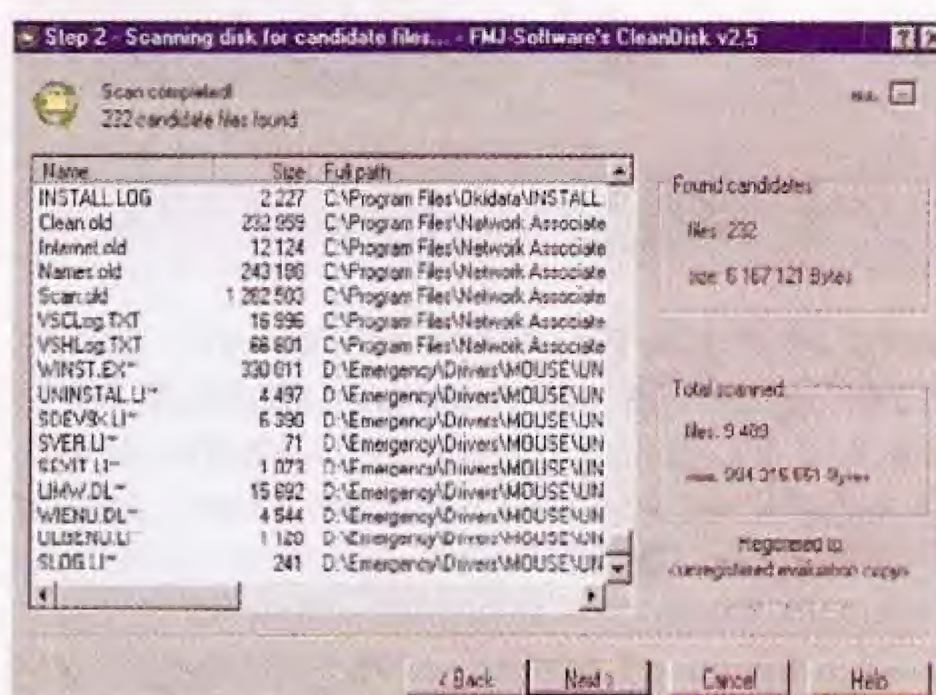 Step 2 - Scanning disk for candidate files... - FMJ-Software's CleanDisk v2.5
Scan completed!
232 candidate files found
Name Size Full path
INSTALL.LOG 2 227 C:\Program Files\Okidata\INSTALL.
Clean.old 232 959 C:\Program Files\Network Associate
Internet.old 12 124 C:\Program Files\Network Associate
Names.old 243 188 C:\Program Files\Network Associate
Scan.old 1 262 503 C:\Program Files\Network Associate
VSCLog.TXT 16 996 C:\Program Files\Network Associate
VSHLog.TXT 66 801 C:\Program Files\Network Associate
WINST.EX~ 330 611 D:\Emergency\Drivers\MOUSE\UN
UNINSTAL.LI~ 4 497 D:\Emergency\Drivers\MOUSE\UN
SDEV9X.LI~ 6 390 D:\Emergency\Drivers\MOUSE\UN
SVER.LI~ 71 D:\Emergency\Drivers\MOUSE\UN
1 073 D:\Emergency\Drivers\MOUSE\UN
UMW.DL~ 15 892 D:\Emergency\Drivers\MOUSE\UN
WIENU.DL~ 4 544 D:\Emergency\Drivers\MOUSE\UN
1 120 D:\Emergency\Drivers\MOUSE\UN
SLOG.LI~ 241 D:\Emergency\Drivers\MOUSE\UN
Found candidates
files: 232
size: 6 167 121 Bytes
Total scanned
files: 9 489
Bytes
Registered to
<unregistered evaluation copy>
< Back
Next >
Cancel
Help